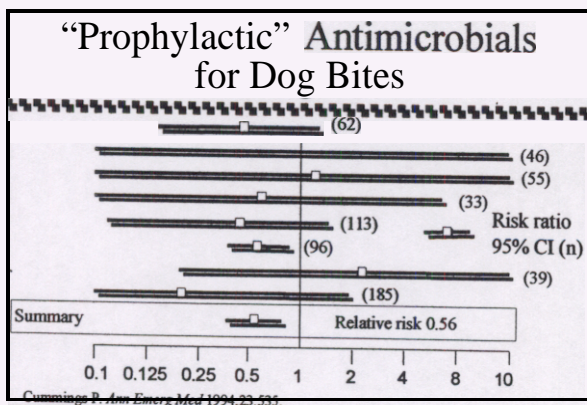 “Prophylactic” Antimicrobials
for Dog Bites
(62)
(46)
(55)
(33)
(113)
Risk ratio
(96)
95% CI (n)
(39)
(185)
Summary
Relative risk 0.56
0.1 0.125 0.25 0.5 1 2 4 8 10
Cummings P. Ann Emerg Med 1994.23.535.